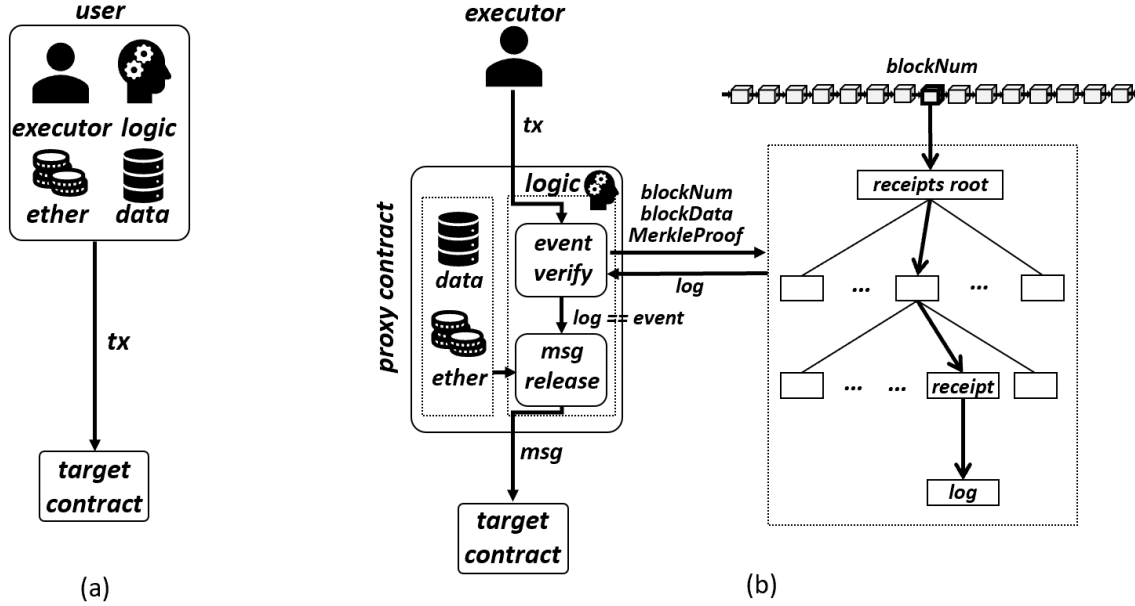 user
executor logic
ether data
tx
target
contract
(a)
executor
tx
proxy contract
logic
data
ether
event
verify
log == event
msg
release
msg
target
contract
blockNum
blockData
MerkleProof
log
blockNum
receipts root
... ...
... ... receipt
log
(b)